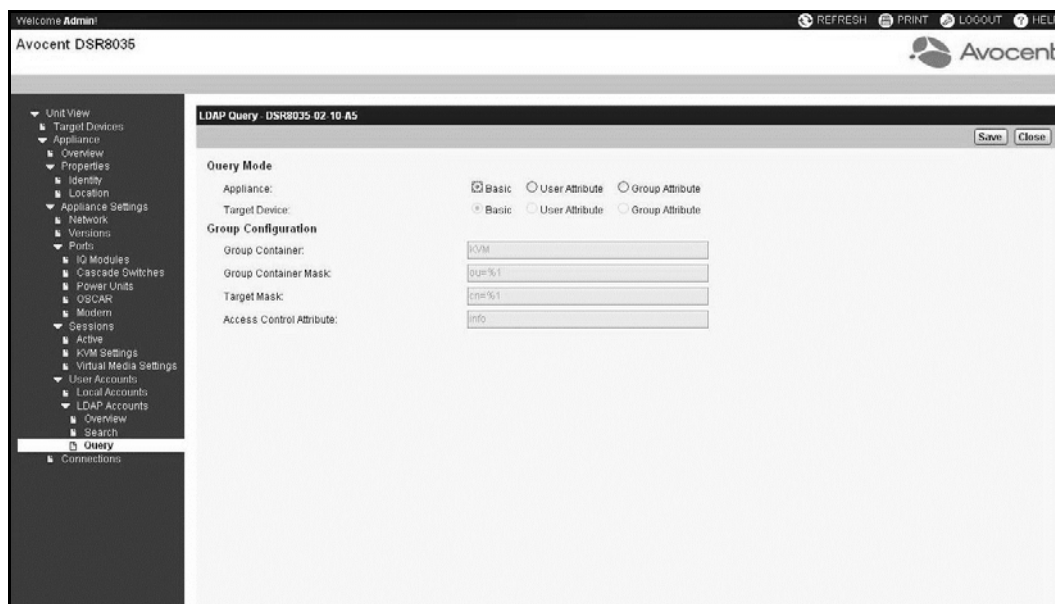 Welcome Admin!
REFRESH PRINT LOGOUT HELP
Avocent DSR8035
Avocent
Unit View
Target Devices
Appliance
Overview
Properties
Identity
Location
Appliance Settings
Network
Versions
Ports
IQ Modules
Cascade Switches
Power Units
OSCAR
Modem
Sessions
Active
KVM Settings
Virtual Media Settings
User Accounts
Local Accounts
LDAP Accounts
Overview
Search
Query
Connections
LDAP Query - DSR8035-02-10-A5
Save Close
Query Mode
Appliance: Basic User Attribute Group Attribute
Target Device: Basic User Attribute Group Attribute
Group Configuration
Group Container: KVM
Group Container Mask: ou=%1
Target Mask: cn=%1
Access Control Attribute: info